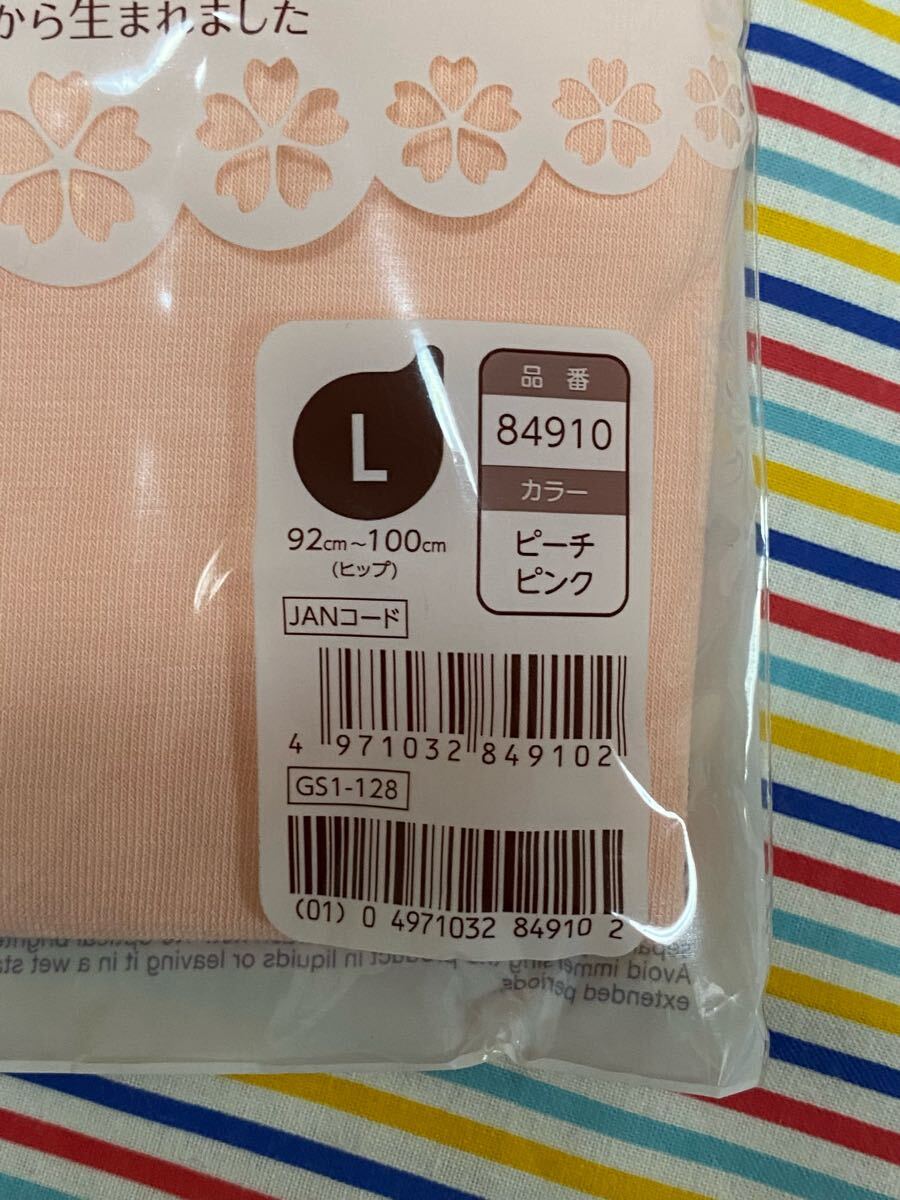 から生まれました
L
92cm～100cm
(ヒップ)
品番
84910
カラー
ピーチ
ピンク
JANコード
4 971032 849102
GS1-128
(01) 0 4971032 84910 2
Avoid immersing
product in liquids or leaving it in a wet
extended periods.